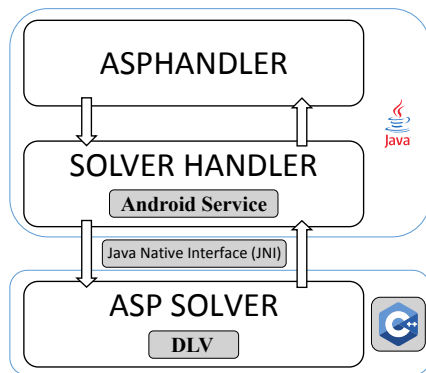 ASPHANDLER
Java
SOLVER HANDLER
Android Service
Java Native Interface (JNI)
ASP SOLVER
DLV
C++